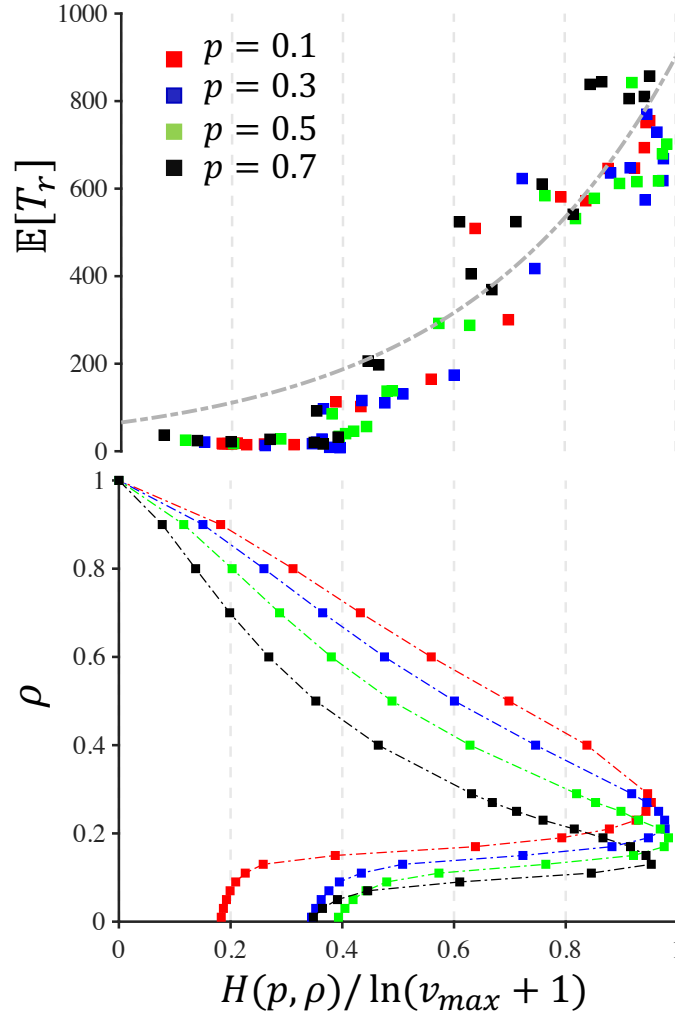 1000
800
600
400
200
0
𝔼[T_r]
p = 0.1
p = 0.3
p = 0.5
p = 0.7
1
0.8
0.6
0.4
0.2
0
ρ
0 0.2 0.4 0.6 0.8 1
H(p, ρ)/ ln(v_max + 1)